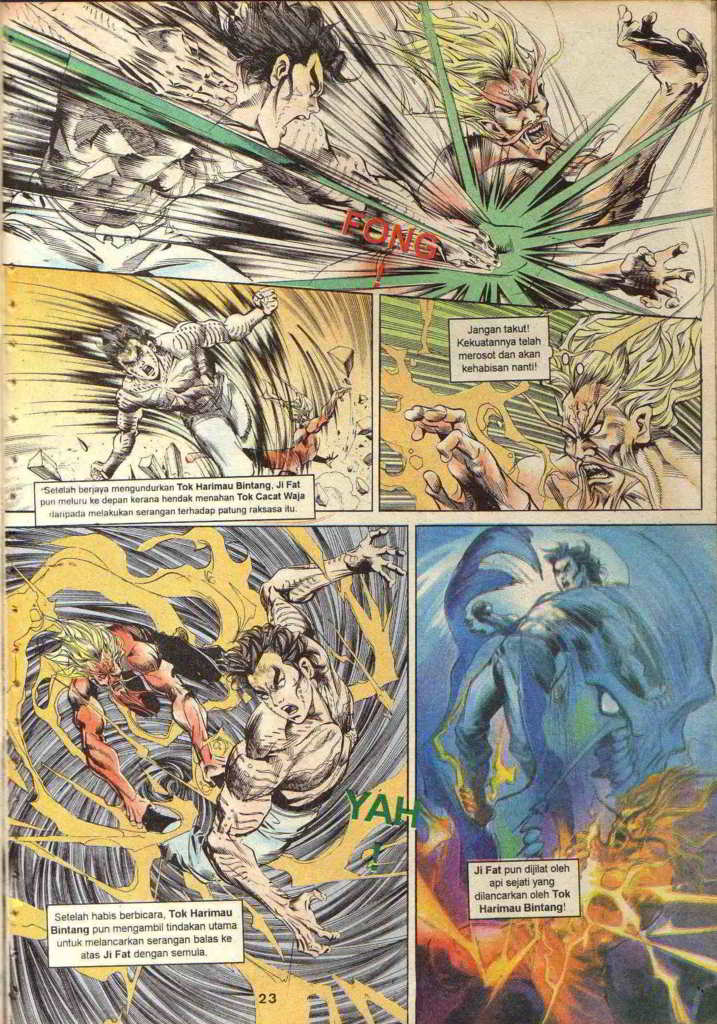 FONG
!
Jangan takut!
Kekuatannya telah
merosot dan akan
kehabisan nanti!
"Setelah berjaya mengundurkan Tok Harimau Bintang, Ji Fat
pun meluru ke depan kerana hendak menahan Tok Cacat Waja
daripada melakukan serangan terhadap patung raksasa itu.
YAH
!
Setelah habis berbicara, Tok Harimau
Bintang pun mengambil tindakan utama
untuk melancarkan serangan balas ke
atas Ji Fat dengan semula.
Ji Fat pun dijilat oleh
api sejati yang
dilancarkan oleh Tok
Harimau Bintang!
23